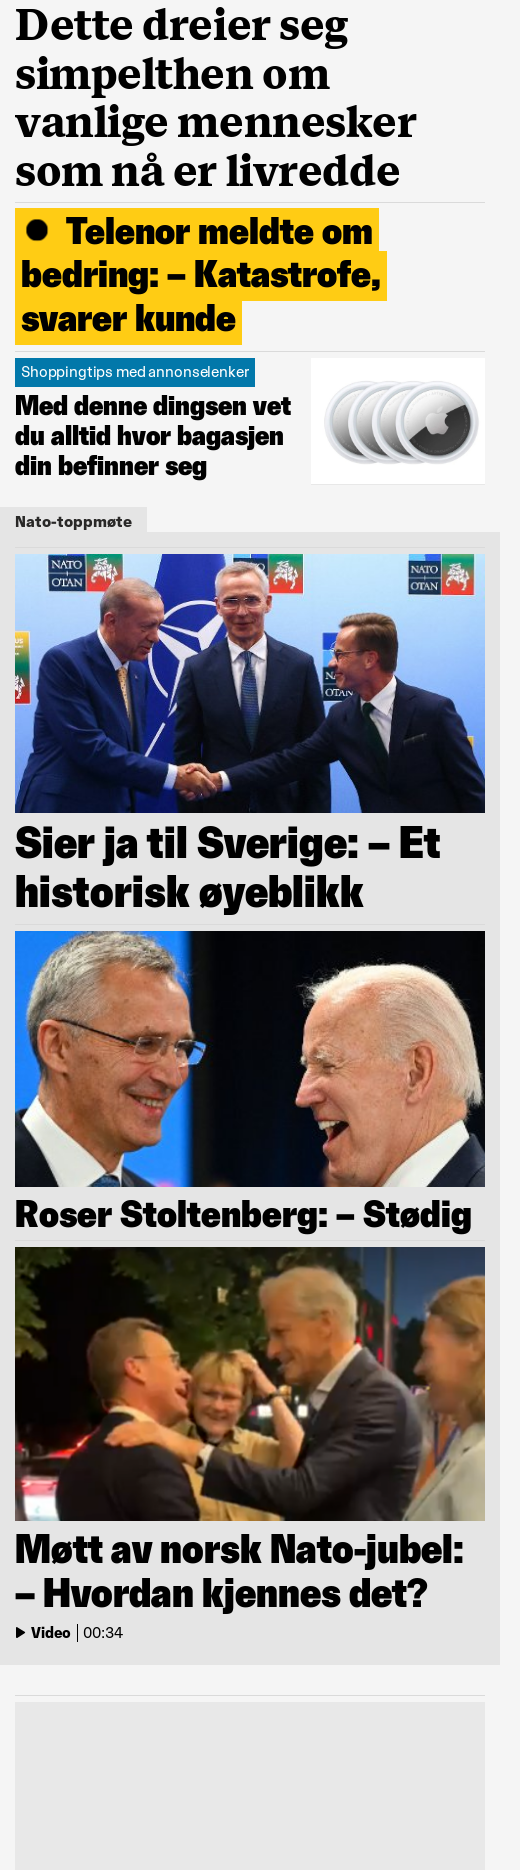 Dette dreier seg
simpelthen om
vanlige mennesker
som nå er livredde
Telenor meldte om
bedring: – Katastrofe,
svarer kunde
Shoppingtips med annonselenker
Med denne dingsen vet
du alltid hvor bagasjen
din befinner seg
Nato-toppmøte
NATO
OTAN
NATO
OTAN
NATO
OTAN
NATO
OTAN
Sier ja til Sverige: – Et
historisk øyeblikk
Roser Stoltenberg: – Stødig
Møtt av norsk Nato-jubel:
– Hvordan kjennes det?
Video | 00:34